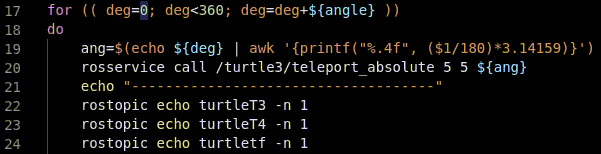 17 for (( deg=0; deg<360; deg=deg+${angle} ))
18 do
19 ang=$(echo ${deg} | awk '{printf("%.4f", ($1/180)*3.14159)}')
20 rosservice call /turtle3/teleport_absolute 5 5 ${ang}
21 echo "------------------------------------"
22 rostopic echo turtleT3 -n 1
23 rostopic echo turtleT4 -n 1
24 rostopic echo turtletf -n 1